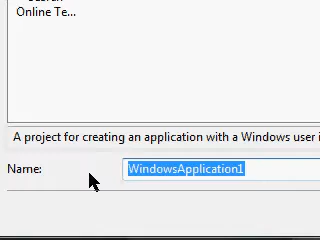 Online Te...
A project for creating an application with a Windows user
Name:
WindowsApplication1